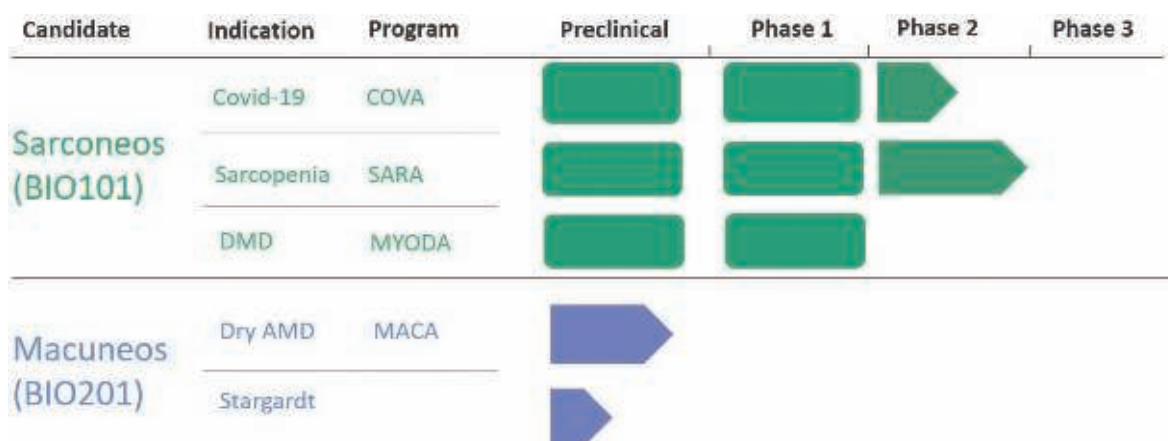 Candidate Indication Program Preclinical Phase 1 Phase 2 Phase 3
Covid-19 COVA
Sarconeos
(BIO101)
Sarcopenia SARA
DMD MYODA
Dry AMD MACA
Macuneos
(BIO201)
Stargardt